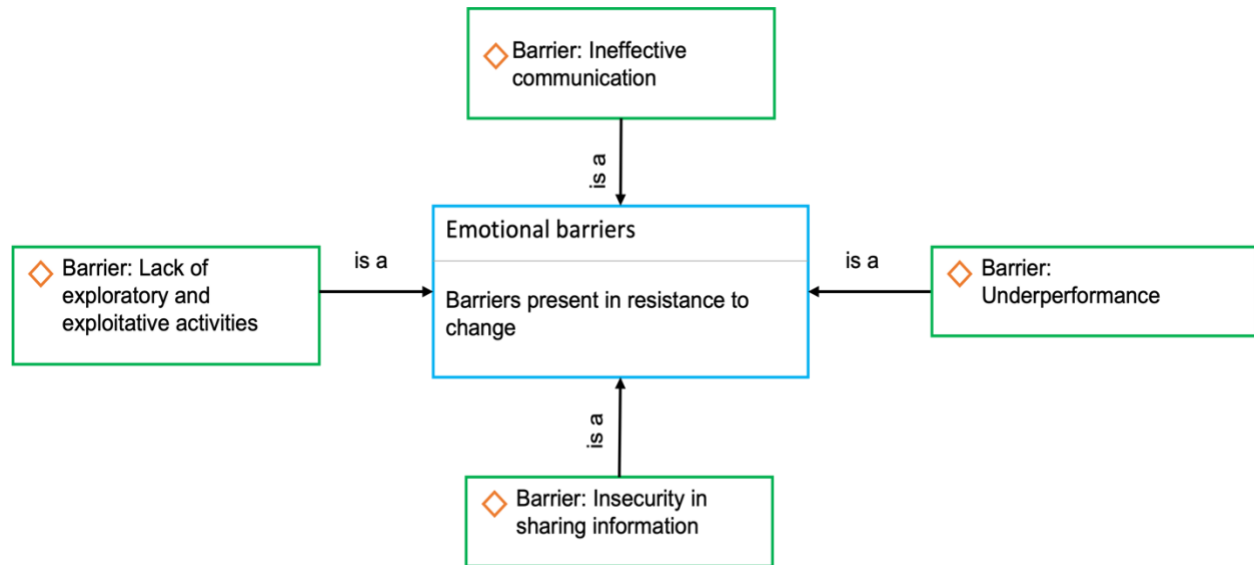 Barrier: Ineffective
communication
is a
Emotional barriers
Barriers present in resistance to
change
Barrier: Lack of
exploratory and
exploitative activities
is a
is a
Barrier:
Underperformance
is a
Barrier: Insecurity in
sharing information